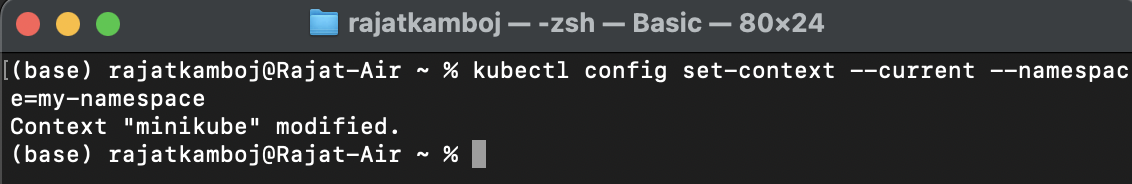 rajatkamboj — -zsh — Basic — 80×24
[(base) rajatkamboj@Rajat-Air ~ % kubectl config set-context --current --namespac
e=my-namespace
Context "minikube" modified.
(base) rajatkamboj@Rajat-Air ~ %